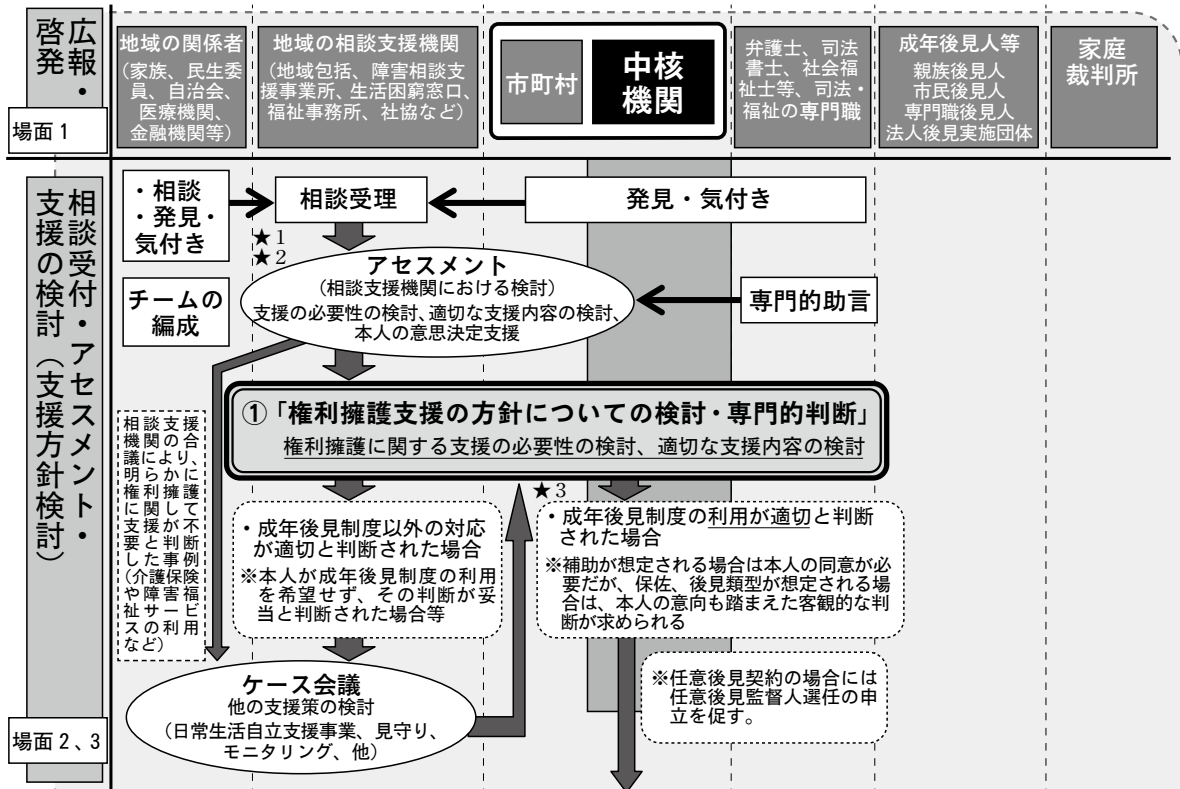 広報・
啓発
場面 1
地域の関係者
（家族、民生委
員、自治会、
医療機関、
金融機関等）
地域の相談支援機関
（地域包括、障害相談支
援事業所、生活困窮窓口、
福祉事務所、社協など）
市町村
中核
機関
弁護士、司法
書士、社会福
祉士等、司法・
福祉の専門職
成年後見人等
親族後見人
市民後見人
専門職後見人
法人後見実施団体
家庭
裁判所
相談受付・アセスメント・
支援の検討（支援方針検討）
場面 2、3
・相談
・発見・
気付き
相談受理
発見・気付き
★1
★2
チームの
編成
アセスメント
（相談支援機関における検討）
支援の必要性の検討、適切な支援内容の検討、
本人の意思決定支援
専門的助言
①「権利擁護支援の方針についての検討・専門的判断」
権利擁護に関する支援の必要性の検討、適切な支援内容の検討
相談支援
機関の合
議により、
明らかに
権利擁護
に関して
支援が不
要と判断
した事例
（介護保険
や障害福
祉サービ
スの利用
など）
★3
・成年後見制度以外の対応
が適切と判断された場合
※本人が成年後見制度の利用
を希望せず、その判断が妥
当と判断された場合等
・成年後見制度の利用が適切と判断
された場合
※補助が想定される場合は本人の同意が必
要だが、保佐、後見類型が想定される場
合は、本人の意向も踏まえた客観的な判
断が求められる
ケース会議
他の支援策の検討
（日常生活自立支援事業、見守り、
モニタリング、他）
※任意後見契約の場合には
任意後見監督人選任の申
立を促す。